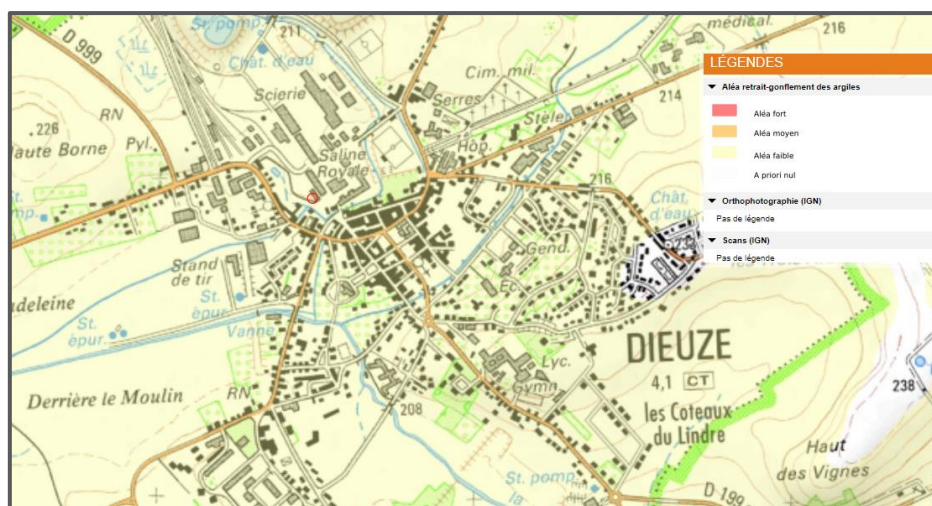 D 999
St. pomp.
211
médical.
216
Chât. d'eau
Cim. mil.
Scierie
RN
226
Pyl.
Haute Borne
Serres
Stèle
214
Saline
Royale
Hôp.
216
Chât.
d'eau
Stand
de tir
Gend.
Éc.
St.
épur.
St.
épur.
Vanne
DIEUZE
4,1 CT
Lyc.
Gymn.
Derrière le Moulin
RN
208
les Coteaux
du Lindre
238
Haut
des Vignes
St. pomp.
la
D 199
LÉGENDES
Aléa retrait-gonflement des argiles
Aléa fort
Aléa moyen
Aléa faible
A priori nul
Orthophotographie (IGN)
Pas de légende
Scans (IGN)
Pas de légende